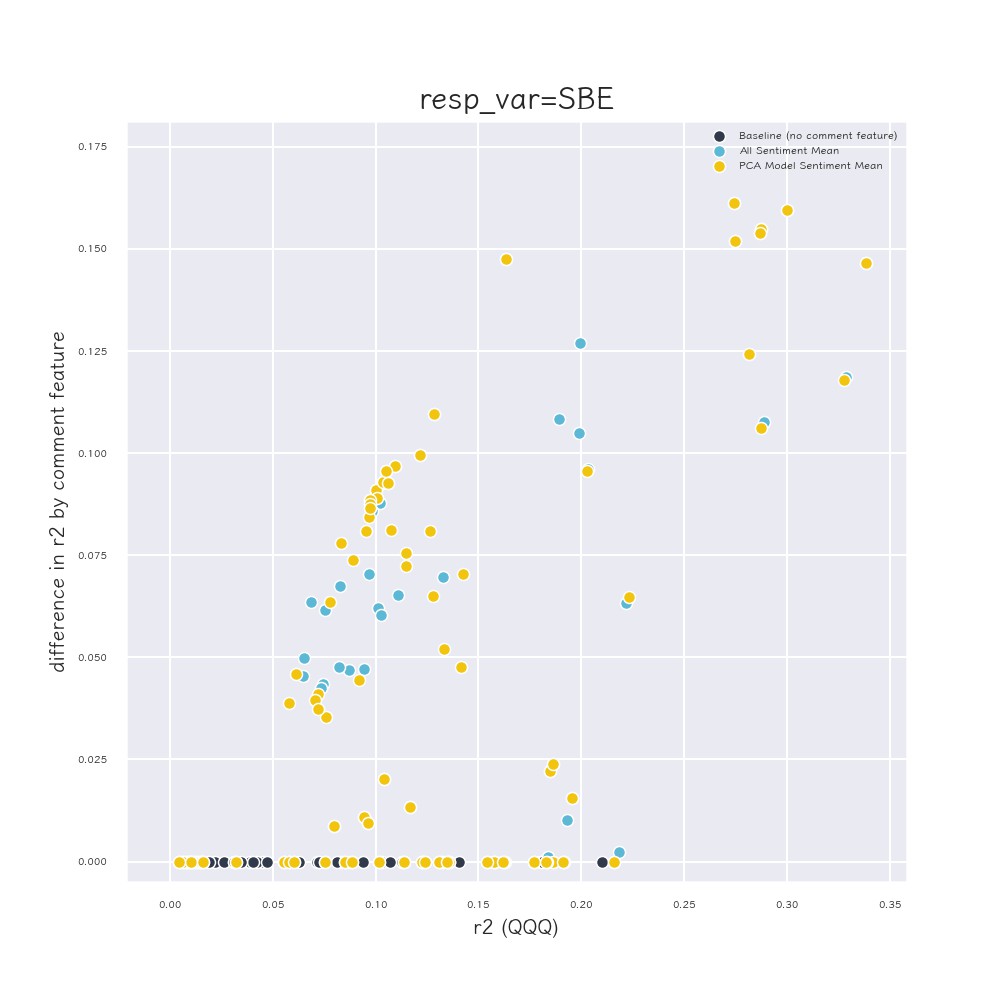 resp_var=SBE
Baseline (no comment feature)
All Sentiment Mean
PCA Model Sentiment Mean
difference in r2 by comment feature
0.175
0.150
0.125
0.100
0.075
0.050
0.025
0.000
0.00 0.05 0.10 0.15 0.20 0.25 0.30 0.35
r2 (QQQ)